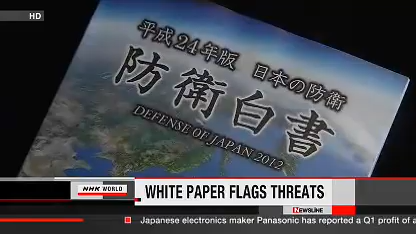 HD
平成24年版 日本の防衛
防衛白書
DEFENSE OF JAPAN 2012
NHK WORLD
WHITE PAPER FLAGS THREATS
NEWSLINE
Japanese electronics maker Panasonic has reported a Q1 profit of a